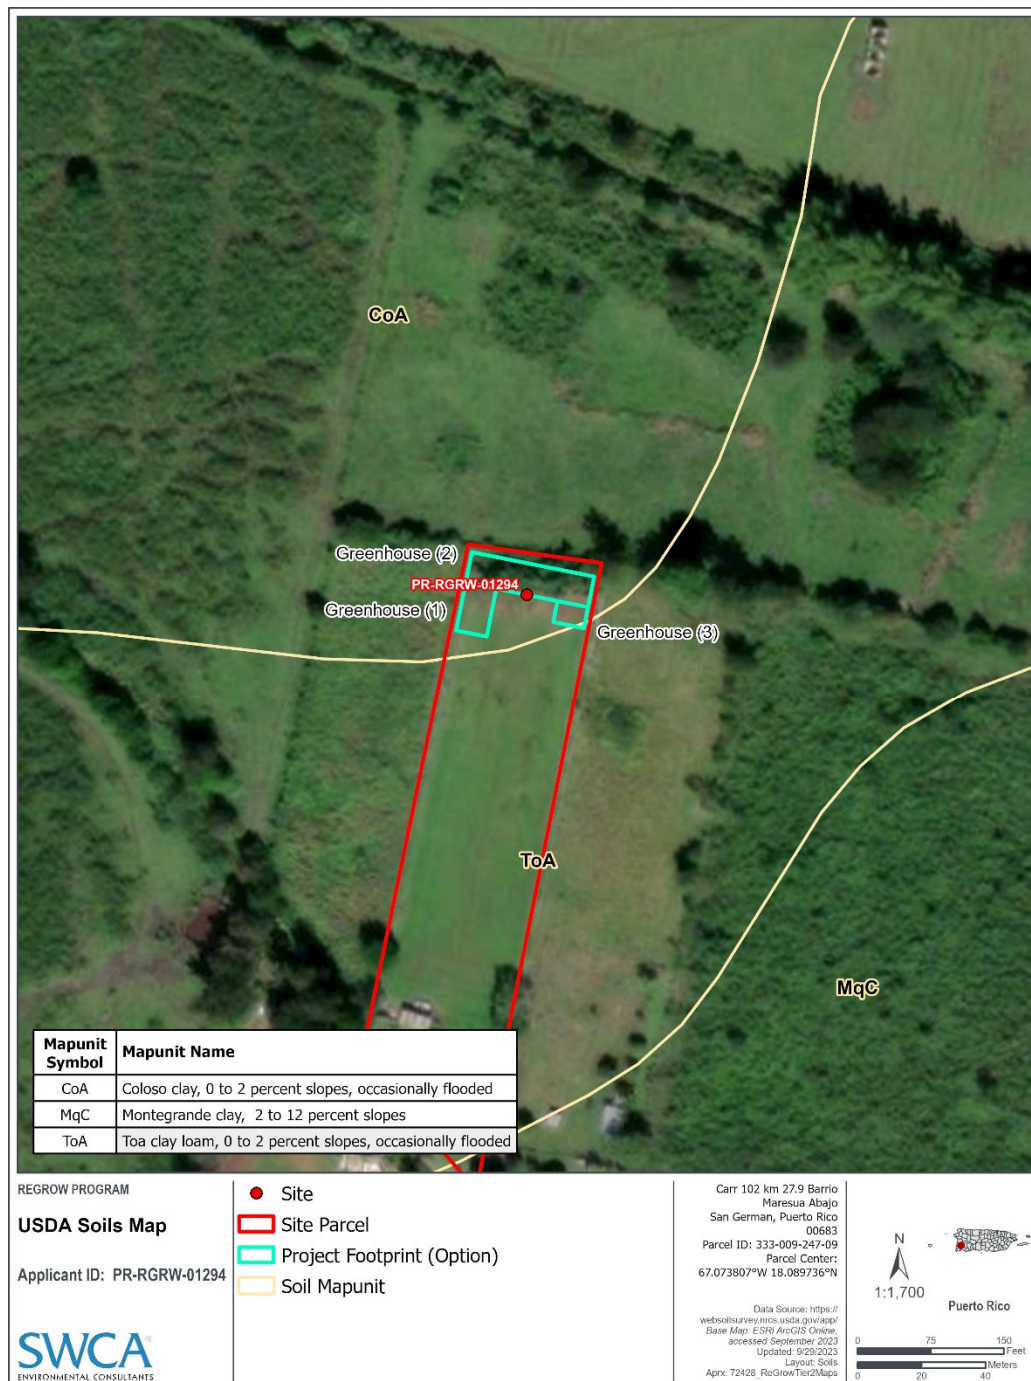 CoA
Greenhouse (2)
PR-RGRW-01294
Greenhouse (1)
Greenhouse (3)
ToA
MqC
Mapunit Symbol Mapunit Name
CoA Coloso clay, 0 to 2 percent slopes, occasionally flooded
MqC Montegrande clay, 2 to 12 percent slopes
ToA Toa clay loam, 0 to 2 percent slopes, occasionally flooded
REGROW PROGRAM
USDA Soils Map
Applicant ID: PR-RGRW-01294
SWCA
ENVIRONMENTAL CONSULTANTS
Site
Site Parcel
Project Footprint (Option)
Soil Mapunit
Carr 102 km 27.9 Barrio
Maresua Abajo
San German, Puerto Rico
00683
Parcel ID: 333-009-247-09
Parcel Center:
67.073807°W 18.089736°N
Data Source: https://
websoilsurvey.nrcs.usda.gov/app/
Base Map: ESRI ArcGIS Online,
accessed September 2023
Updated: 9/29/2023
Layout: Soils
Aprx: 72428_ReGrowTier2Maps
N
1:1,700
Puerto Rico
0 75 150
Feet
Meters
0 20 40